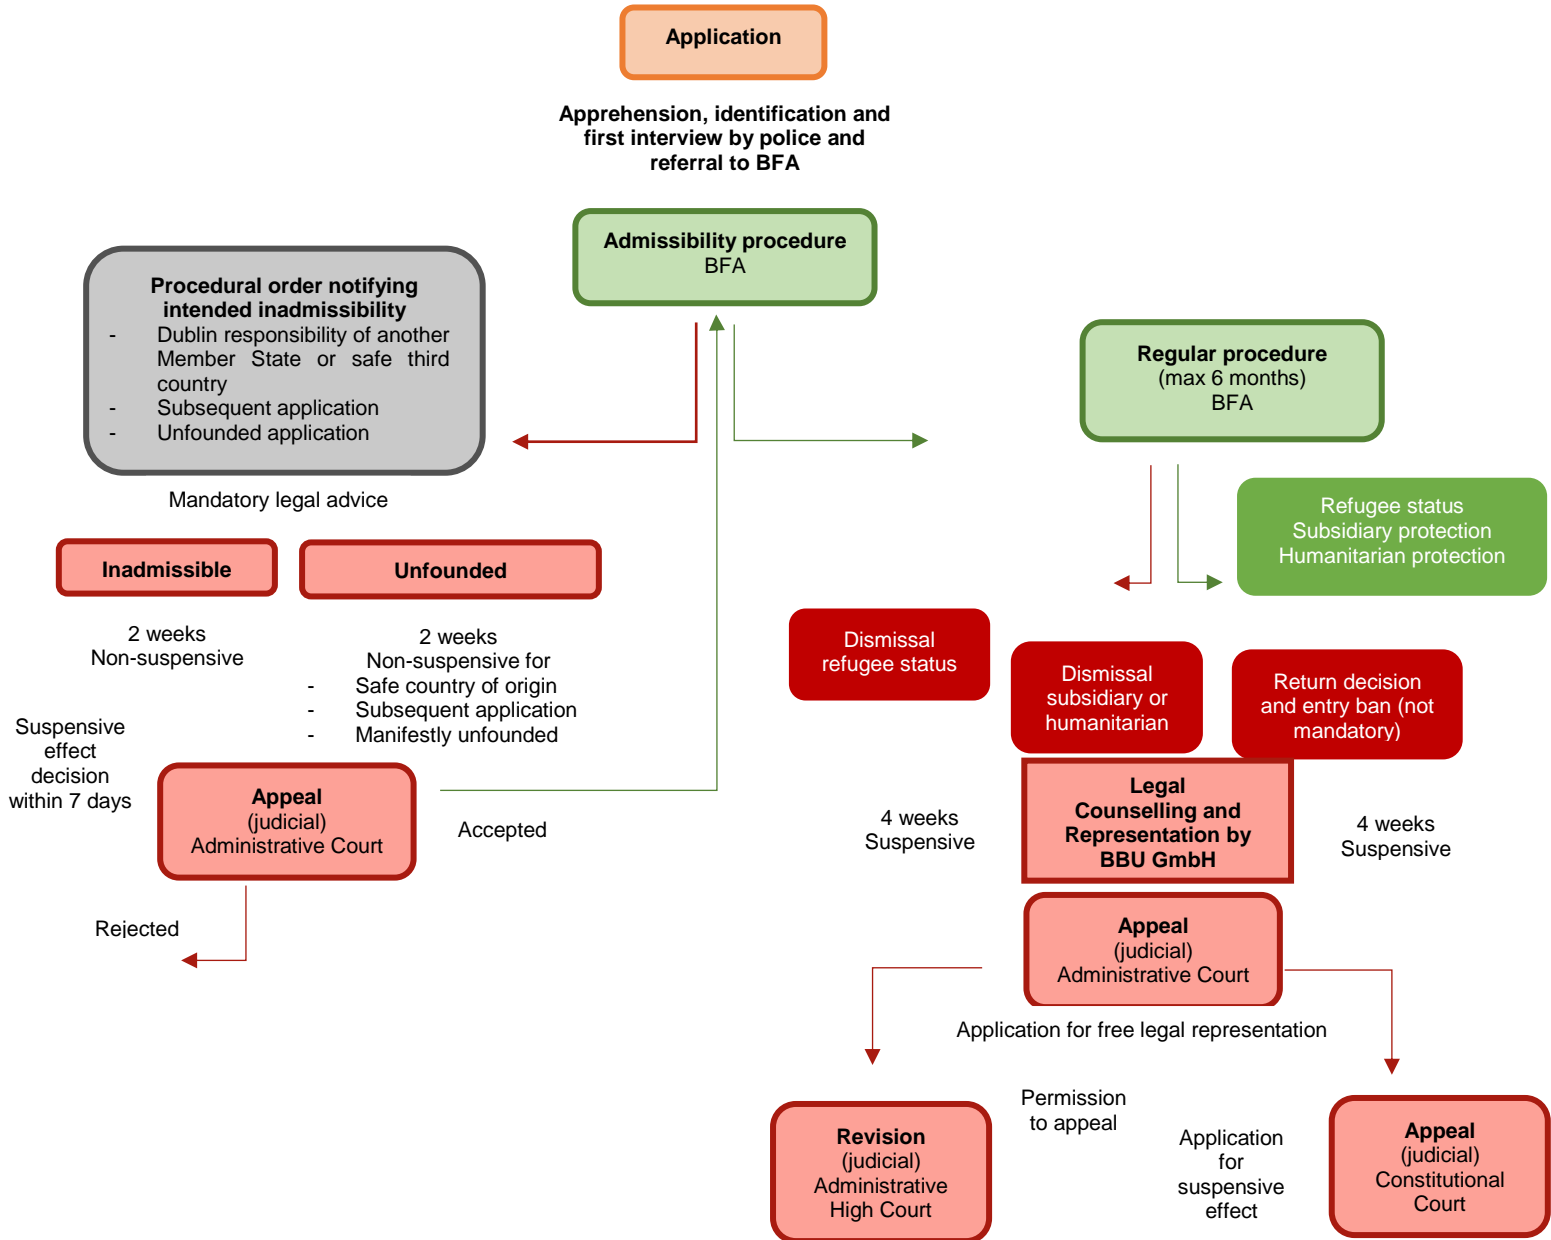 Application
Apprehension, identification and
first interview by police and
referral to BFA
Admissibility procedure
BFA
Procedural order notifying
intended inadmissibility
- Dublin responsibility of another
Member State or safe third
country
- Subsequent application
- Unfounded application
Mandatory legal advice
Regular procedure
(max 6 months)
BFA
Refugee status
Subsidiary protection
Humanitarian protection
Inadmissible
Unfounded
2 weeks
Non-suspensive
2 weeks
Non-suspensive for
- Safe country of origin
- Subsequent application
- Manifestly unfounded
Suspensive
effect
decision
within 7 days
Appeal
(judicial)
Administrative Court
Accepted
Rejected
Dismissal
refugee status
Dismissal
subsidiary or
humanitarian
Return decision
and entry ban (not
mandatory)
4 weeks
Suspensive
Legal
Counselling and
Representation by
BBU GmbH
4 weeks
Suspensive
Appeal
(judicial)
Administrative Court
Application for free legal representation
Revision
(judicial)
Administrative
High Court
Permission
to appeal
Application
for
suspensive
effect
Appeal
(judicial)
Constitutional
Court